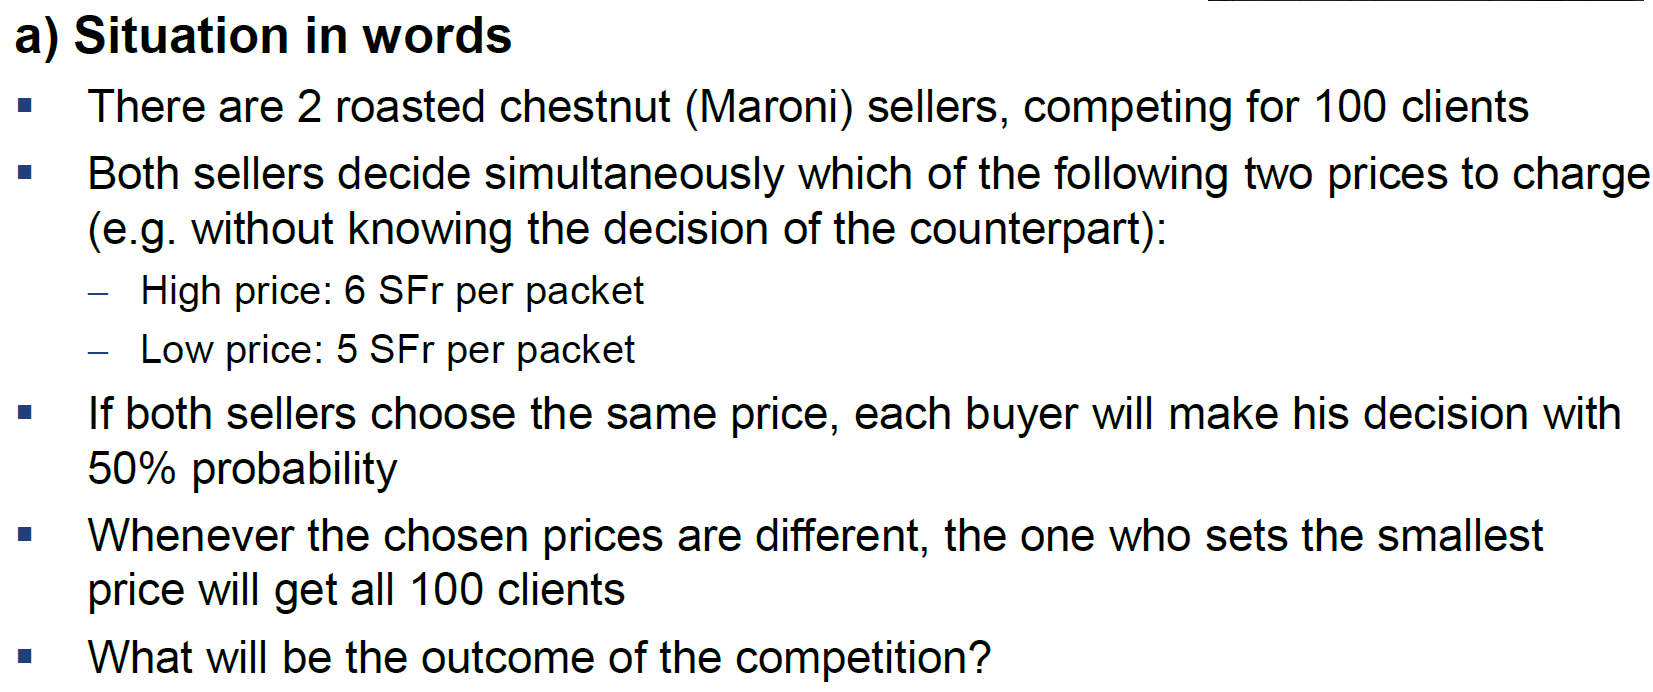 a) Situation in words
▪ There are 2 roasted chestnut (Maroni) sellers, competing for 100 clients
▪ Both sellers decide simultaneously which of the following two prices to charge
(e.g. without knowing the decision of the counterpart):
– High price: 6 SFr per packet
– Low price: 5 SFr per packet
▪ If both sellers choose the same price, each buyer will make his decision with
50% probability
▪ Whenever the chosen prices are different, the one who sets the smallest
price will get all 100 clients
▪ What will be the outcome of the competition?